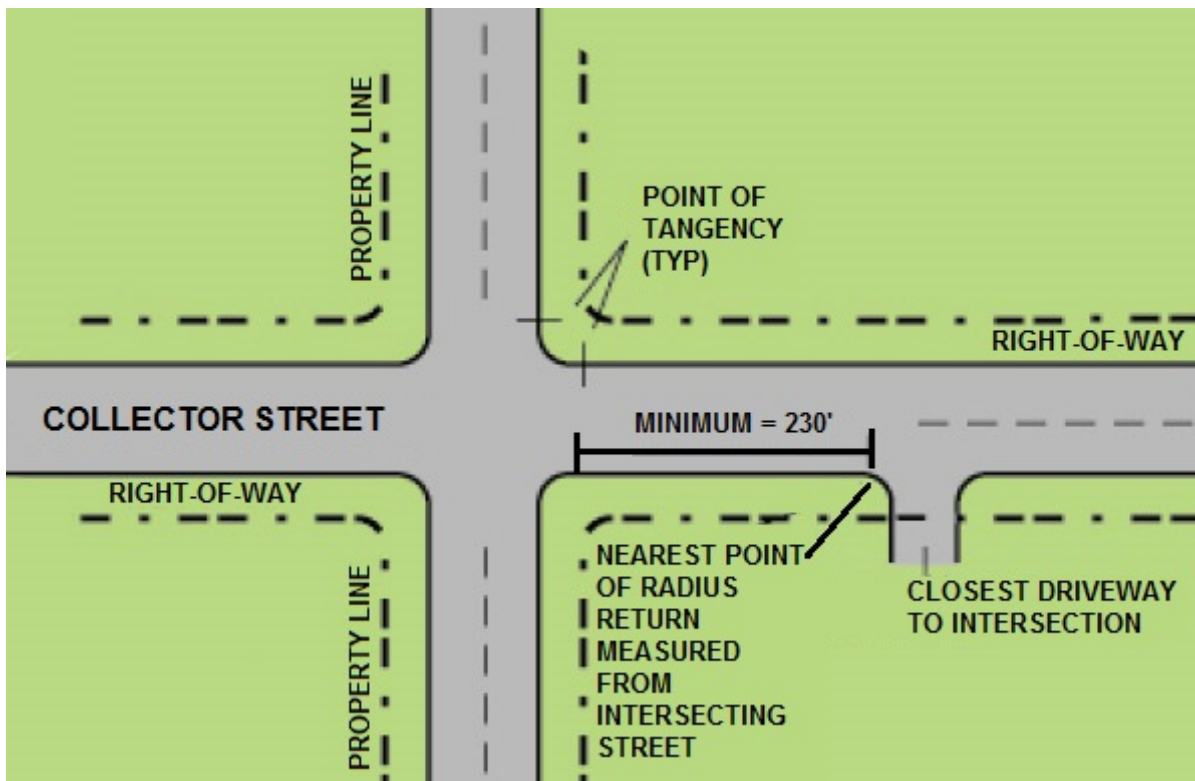 PROPERTY LINE
POINT OF
TANGENCY
(TYP)
RIGHT-OF-WAY
COLLECTOR STREET
MINIMUM = 230'
RIGHT-OF-WAY
PROPERTY LINE
NEAREST POINT
OF RADIUS
RETURN
MEASURED
FROM
INTERSECTING
STREET
CLOSEST DRIVEWAY
TO INTERSECTION